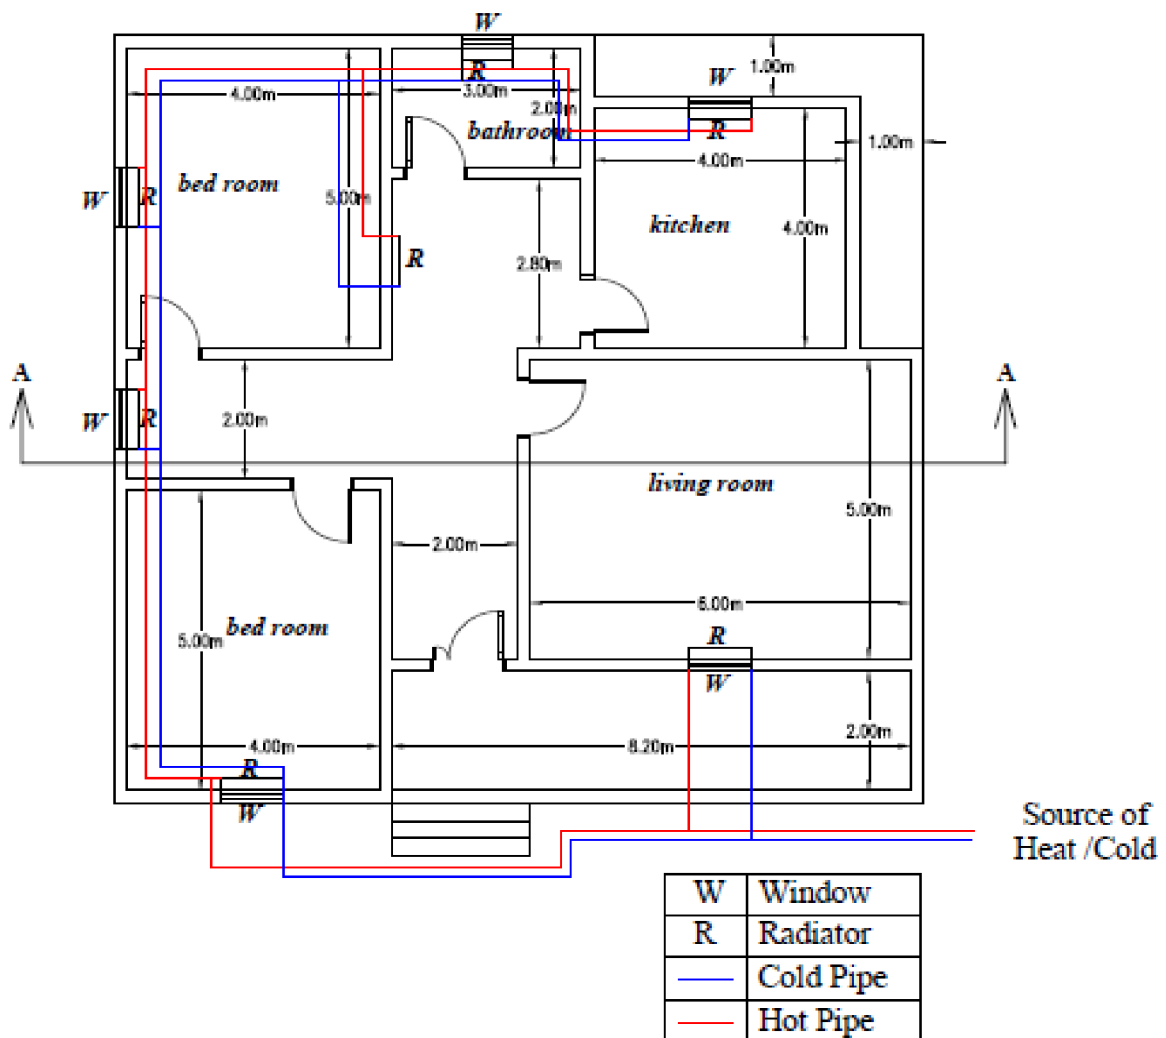 W
1.00m
R
W
4.00m
3.00m
2.00m
bathroom
R
1.00m
4.00m
bed room
W
R
5.00m
kitchen
4.00m
R
2.80m
A
A
W
R
2.00m
living room
5.00m
2.00m
6.00m
bed room
5.00m
R
W
2.00m
4.00m
8.20m
R
W
Source of
Heat /Cold
W Window
R Radiator
Cold Pipe
Hot Pipe